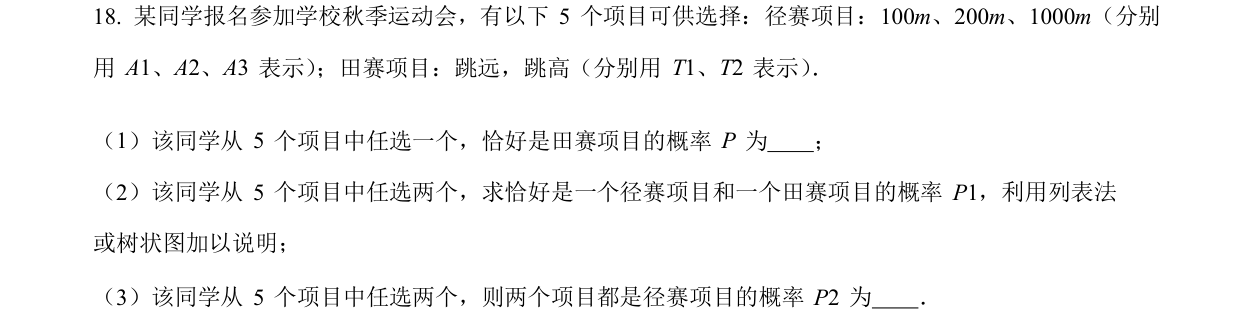 18. 某同学报名参加学校秋季运动会，有以下 5 个项目可供选择：径赛项目：100m、200m、1000m（分别
用 A1、A2、A3 表示）；田赛项目：跳远，跳高（分别用 T1、T2 表示）．
（1）该同学从 5 个项目中任选一个，恰好是田赛项目的概率 P 为____；
（2）该同学从 5 个项目中任选两个，求恰好是一个径赛项目和一个田赛项目的概率 P1，利用列表法
或树状图加以说明；
（3）该同学从 5 个项目中任选两个，则两个项目都是径赛项目的概率 P2 为____．